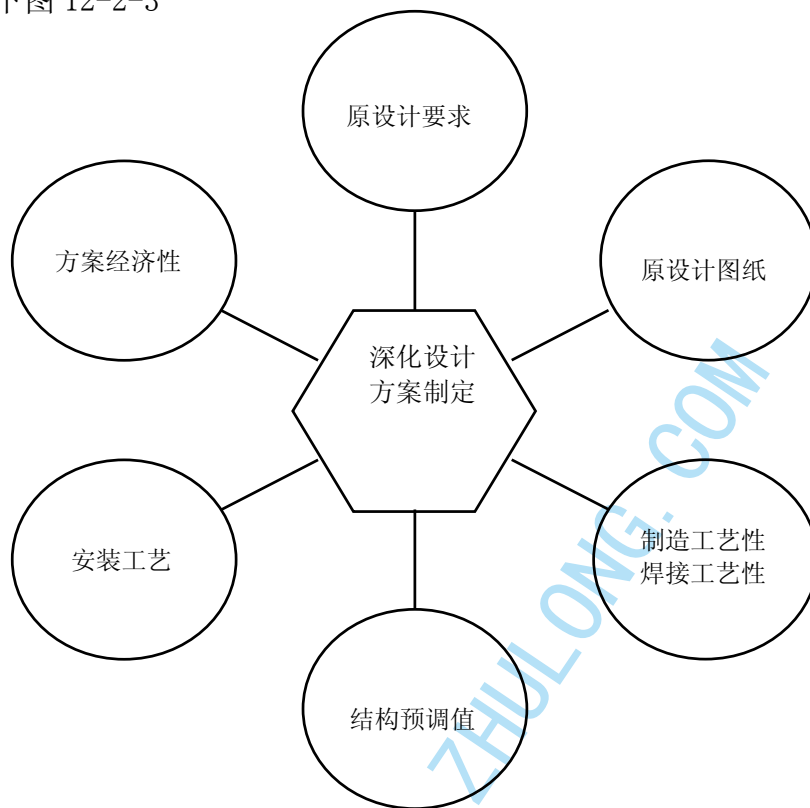 下图 12-2-3
原设计要求
方案经济性
原设计图纸
深化设计
方案制定
安装工艺
制造工艺性
焊接工艺性
结构预调值
ZHULONG.COM